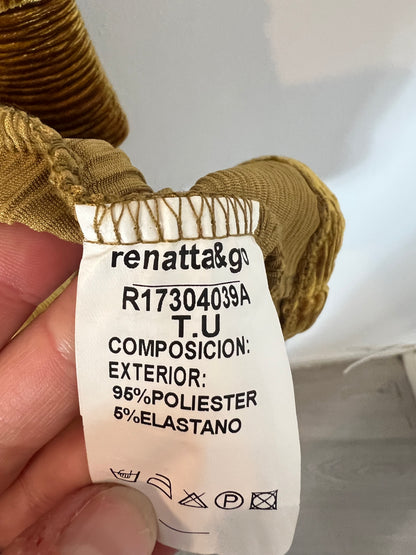 renatta&go
R17304039A
T.U
COMPOSICION:
EXTERIOR:
95%POLIESTER
5%ELASTANO
P